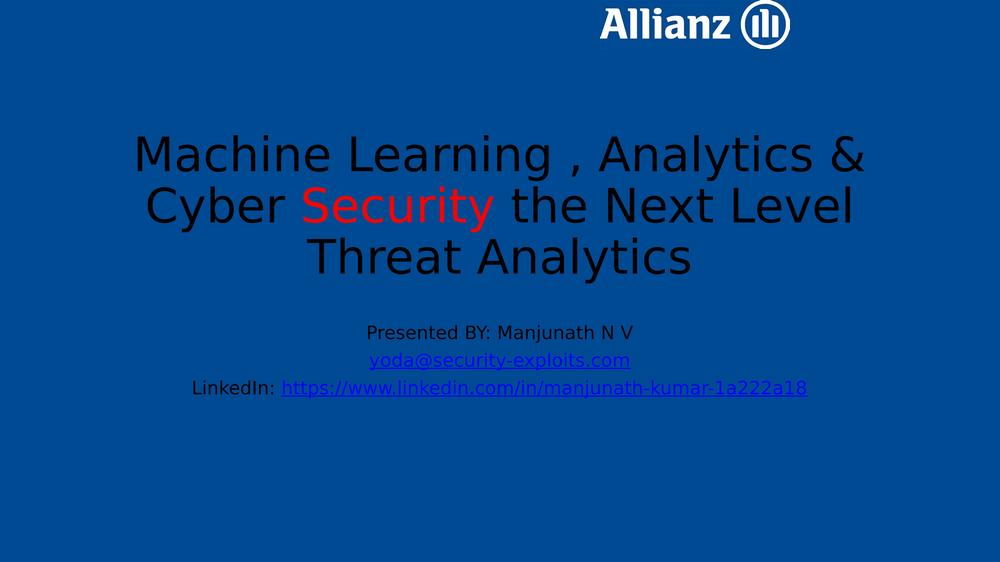 Allianz
Machine Learning , Analytics &
Cyber Security the Next Level
Threat Analytics
Presented BY: Manjunath N V
yoda@security-exploits.com
LinkedIn: https://www.linkedin.com/in/manjunath-kumar-1a222a18